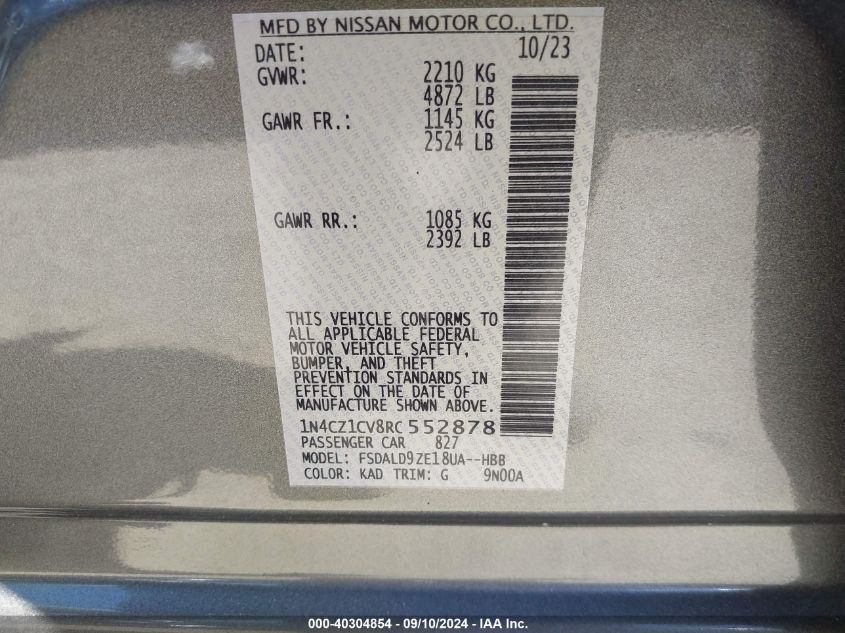 MFD BY NISSAN MOTOR CO., LTD.
DATE: 10/23
GVWR: 2210 KG
4872 LB
GAWR FR.: 1145 KG
2524 LB
GAWR RR.: 1085 KG
2392 LB
THIS VEHICLE CONFORMS TO
ALL APPLICABLE FEDERAL
MOTOR VEHICLE SAFETY,
BUMPER, AND THEFT
PREVENTION STANDARDS IN
EFFECT ON THE DATE OF
MANUFACTURE SHOWN ABOVE.
1N4CZ1CV8RC552878
PASSENGER CAR 827
MODEL: FSDALD9ZE18UA--HBB
COLOR: KAD TRIM: G 9N00A
000-40304854 - 09/10/2024 - IAA Inc.